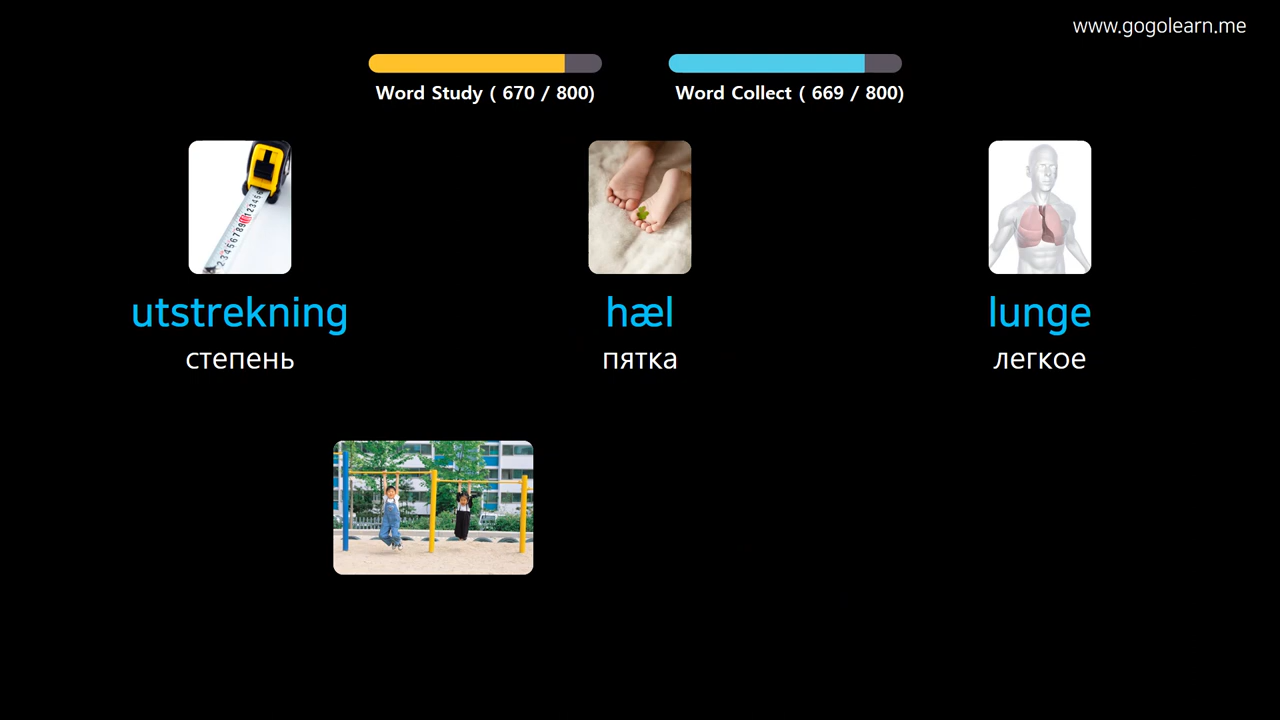 www.gogolearn.me
Word Study ( 670 / 800)
Word Collect ( 669 / 800)
utstrekning
hæl
lunge
степень
пятка
легкое